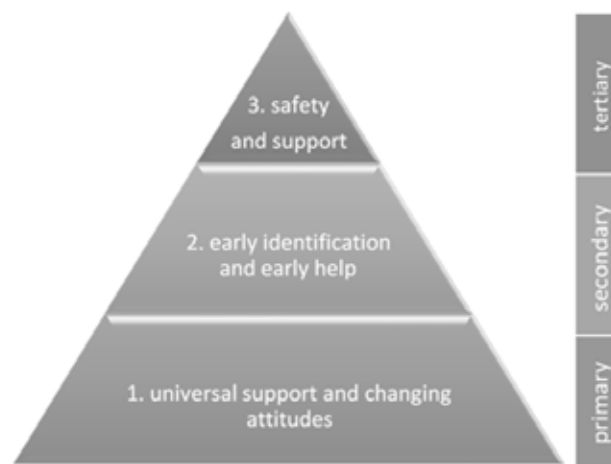 3. safety
and support
tertiary
2. early identification
and early help
secondary
1. universal support and changing
attitudes
primary